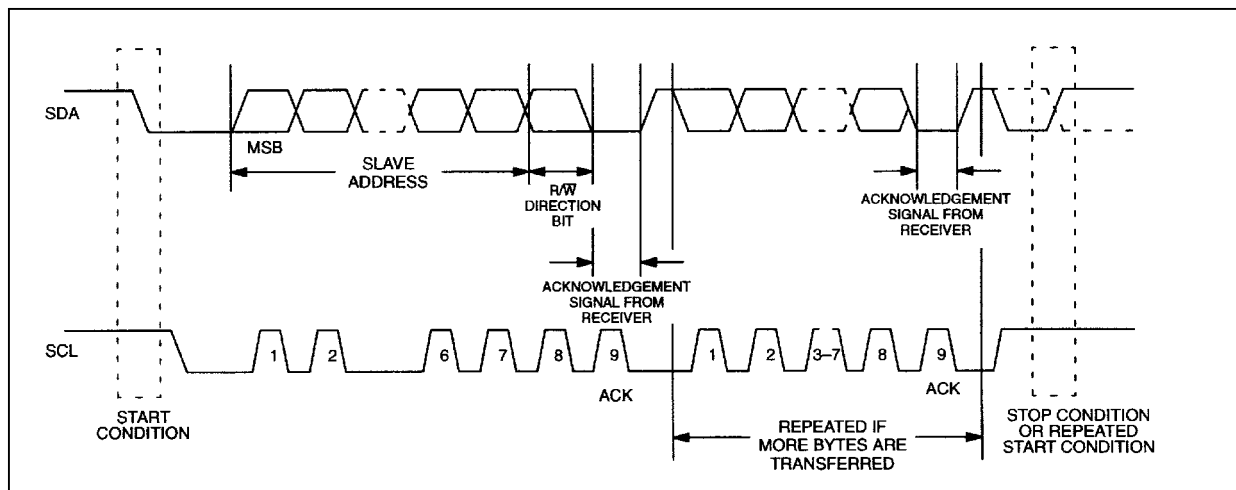 SDA
MSB
SLAVE
ADDRESS
R/W̅
DIRECTION
BIT
ACKNOWLEDGEMENT
SIGNAL FROM
RECEIVER
ACKNOWLEDGEMENT
SIGNAL FROM
RECEIVER
SCL
1 2 6 7 8 9 1 2 3–7 8 9
ACK ACK
START
CONDITION
REPEATED IF
MORE BYTES ARE
TRANSFERRED
STOP CONDITION
OR REPEATED
START CONDITION